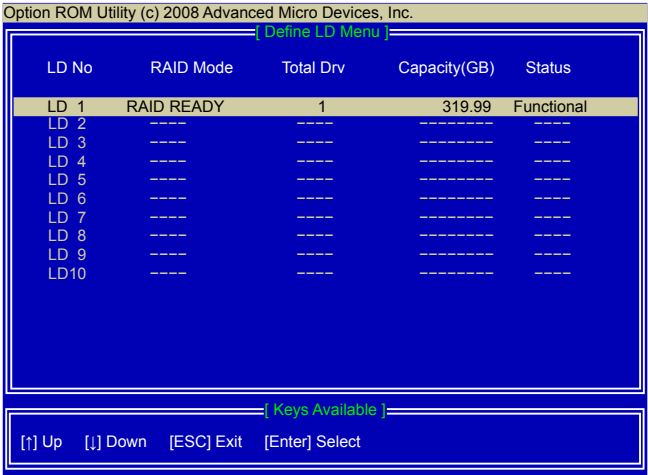 Option ROM Utility (c) 2008 Advanced Micro Devices, Inc.
[ Define LD Menu ]
LD No RAID Mode Total Drv Capacity(GB) Status
LD 1 RAID READY 1 319.99 Functional
LD 2 ---- ---- -------- ----
LD 3 ---- ---- -------- ----
LD 4 ---- ---- -------- ----
LD 5 ---- ---- -------- ----
LD 6 ---- ---- -------- ----
LD 7 ---- ---- -------- ----
LD 8 ---- ---- -------- ----
LD 9 ---- ---- -------- ----
LD10 ---- ---- -------- ----
[ Keys Available ]
[↑] Up [↓] Down [ESC] Exit [Enter] Select